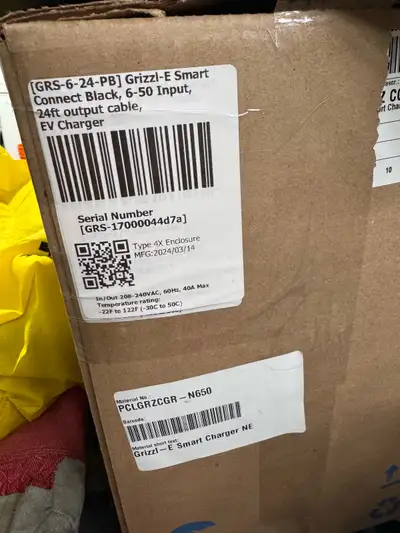 [GRS-6-24-PB] Grizzl-E Smart
Connect Black, 6-50 Input,
24ft output cable,
EV Charger
Serial Number
[GRS-17000044d7a]
Type 4X Enclosure
MFG:2024/03/14
In/Out 208-240VAC, 60Hz, 40A Max
Temperature rating:
-22F to 122F (-30C to 50C)
Material No.:
PCLGRZCGR-N650
Barcode:
Material short text:
Grizzl-E Smart Charger NE
10